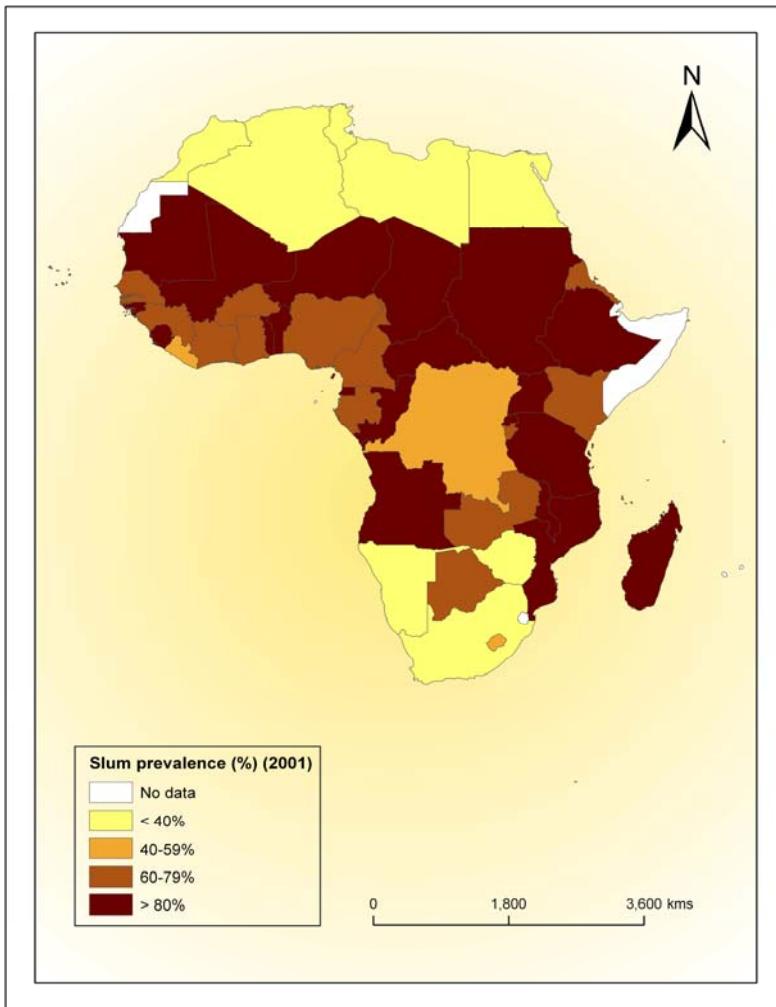 N
Slum prevalence (%) (2001)
No data
< 40%
40-59%
60-79%
> 80%
0 1,800 3,600 kms